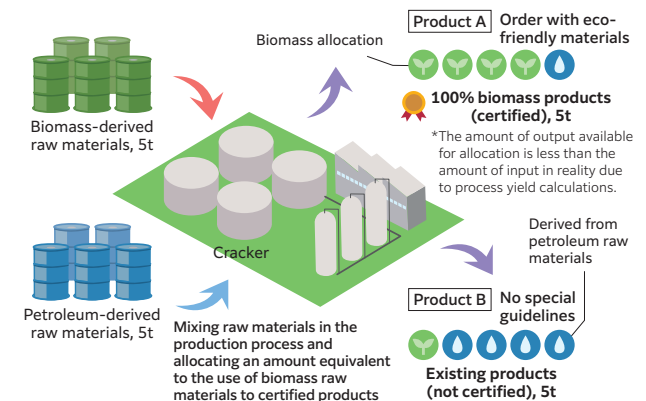 Biomass-derived
raw materials, 5t
Petroleum-derived
raw materials, 5t
Cracker
Mixing raw materials in the
production process and
allocating an amount equivalent
to the use of biomass raw
materials to certified products
Biomass allocation
Product A
Order with eco-
friendly materials
100% biomass products
(certified), 5t
*The amount of output available
for allocation is less than the
amount of input in reality due
to process yield calculations.
Derived from
petroleum raw
materials
Product B
No special
guidelines
Existing products
(not certified), 5t